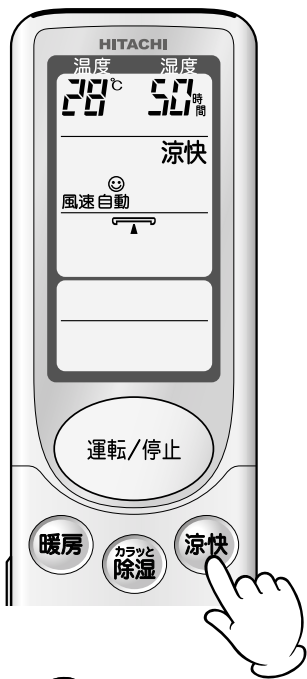 HITACHI
温度 湿度
28℃ 50時間
涼快
風速自動
運転/停止
暖房
カラッと
除湿
涼快